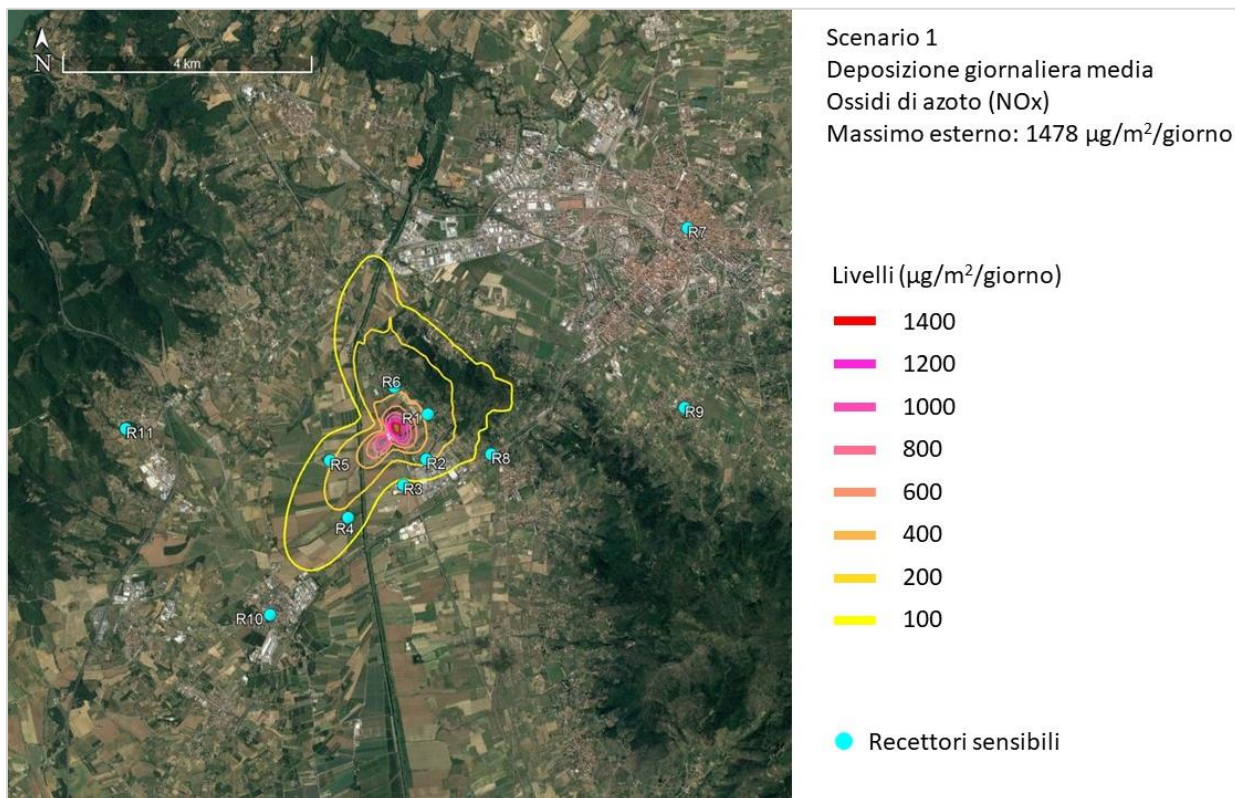 N
4 km
R7
R6
R1
R9
R11
R5
R2
R8
R3
R4
R10
Scenario 1
Deposizione giornaliera media
Ossidi di azoto (NOx)
Massimo esterno: 1478 µg/m²/giorno
Livelli (µg/m²/giorno)
1400
1200
1000
800
600
400
200
100
Recettori sensibili